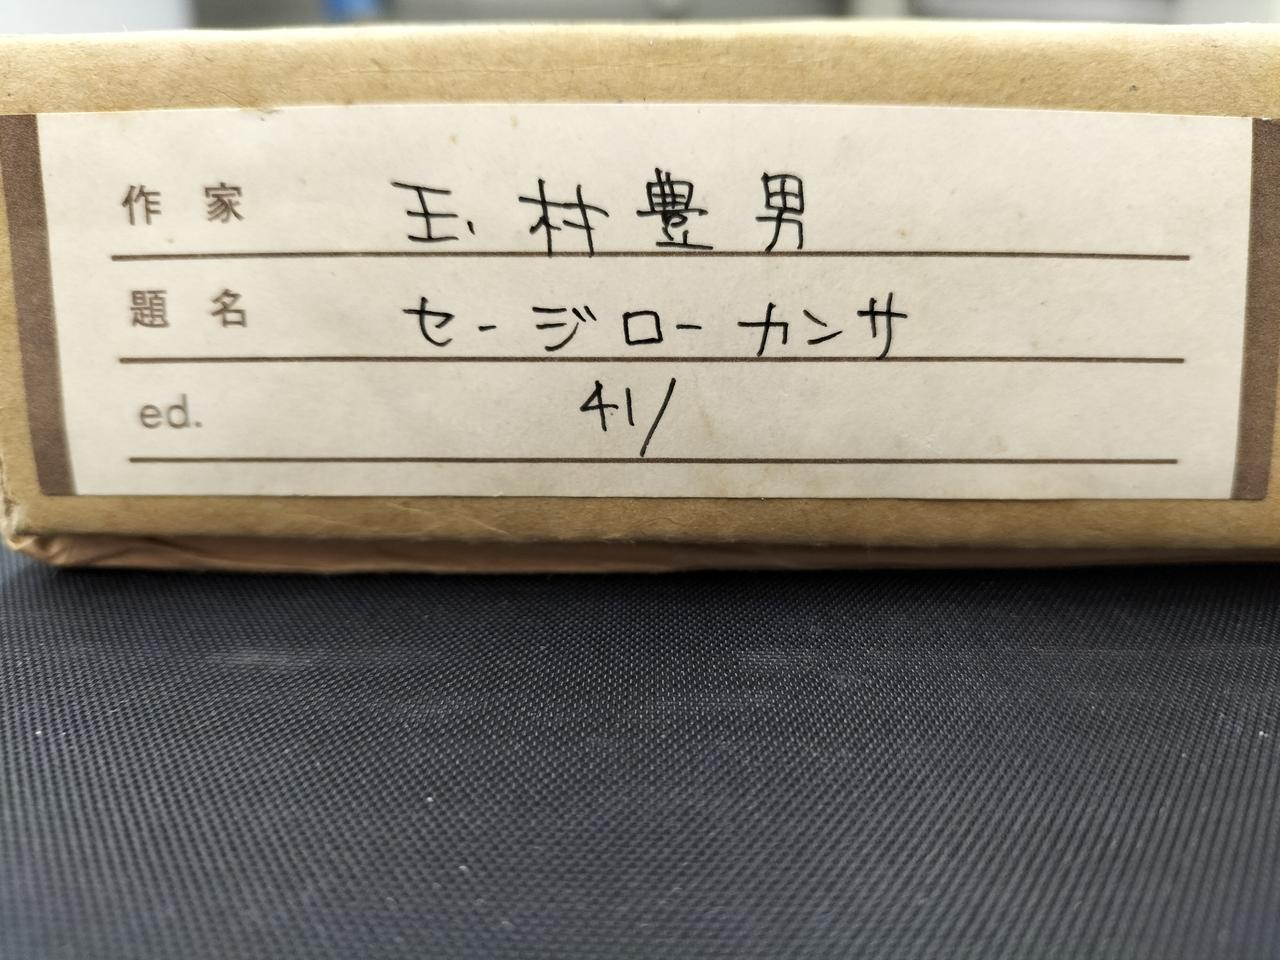 作家 玉村豊男
題名 セージローカンサ
ed. 41/